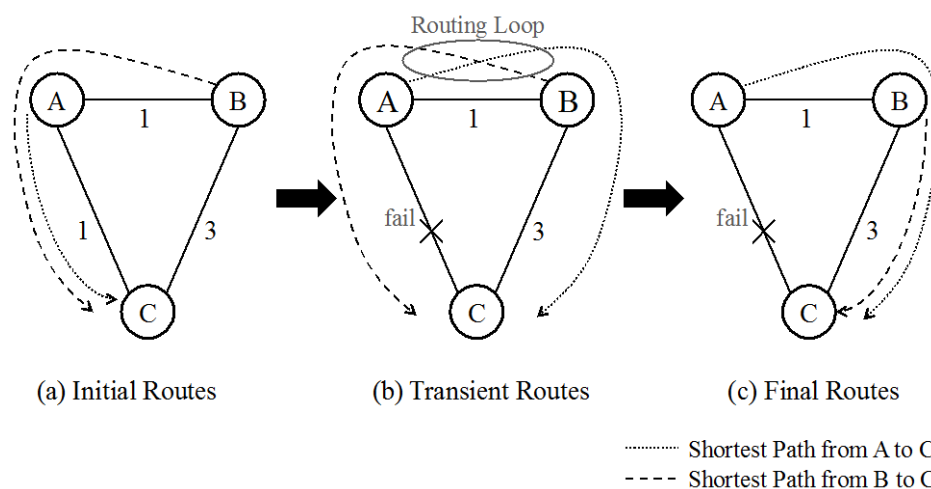 Routing Loop
A
B
A
B
A
B
1
1
1
fail
fail
1
3
3
3
C
C
C
(a) Initial Routes
(b) Transient Routes
(c) Final Routes
Shortest Path from A to C
Shortest Path from B to C